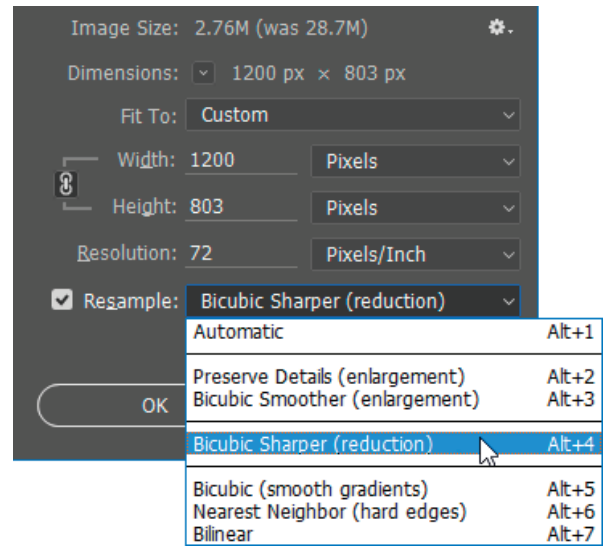 Image Size: 2.76M (was 28.7M)
Dimensions: 1200 px × 803 px
Fit To: Custom
Width: 1200 Pixels
Height: 803 Pixels
Resolution: 72 Pixels/Inch
Resample: Bicubic Sharper (reduction)
Automatic Alt+1
Preserve Details (enlargement) Alt+2
Bicubic Smoother (enlargement) Alt+3
OK
Bicubic Sharper (reduction) Alt+4
Bicubic (smooth gradients) Alt+5
Nearest Neighbor (hard edges) Alt+6
Bilinear Alt+7